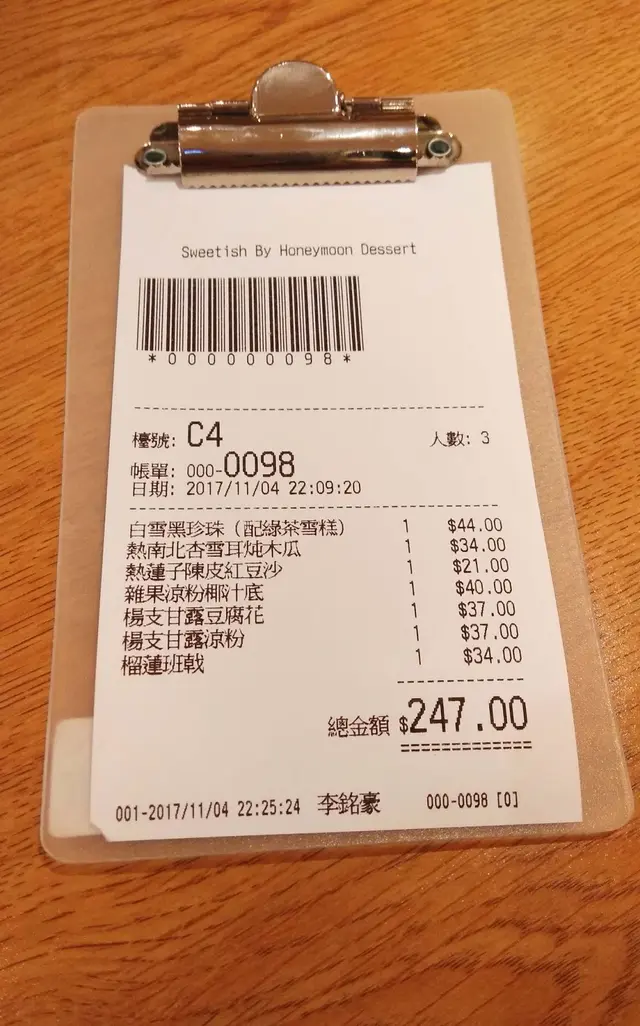 Sweetish By Honeymoon Dessert
*000000098*
檯號: C4 人數: 3
帳單: 000-0098
日期: 2017/11/04 22:09:20
白雪黑珍珠（配綠茶雪糕） 1 $44.00
熱南北杏雪耳炖木瓜 1 $34.00
熱蓮子陳皮紅豆沙 1 $21.00
雜果涼粉椰汁底 1 $40.00
楊支甘露豆腐花 1 $37.00
楊支甘露涼粉 1 $37.00
榴蓮班戟 1 $34.00
總金額 $247.00
001-2017/11/04 22:25:24 李銘豪 000-0098 [0]